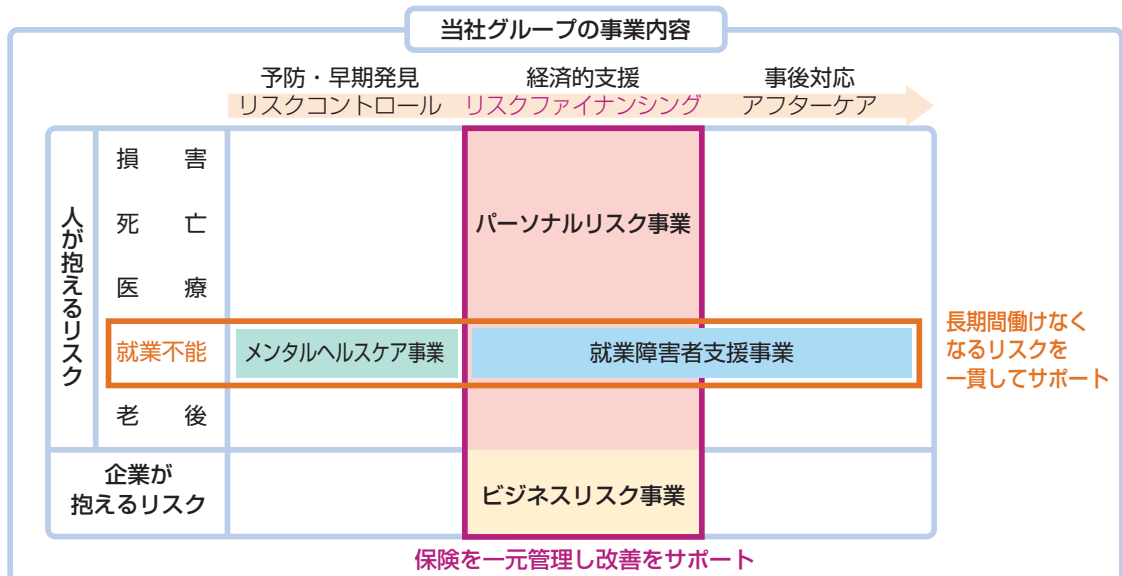 当社グループの事業内容
予防・早期発見
リスクコントロール
経済的支援
リスクファイナンシング
事後対応
アフターケア
人が抱えるリスク
損害
死亡
パーソナルリスク事業
医療
就業不能
メンタルヘルスケア事業
就業障害者支援事業
長期間働けなく
なるリスクを
一貫してサポート
老後
企業が
抱えるリスク
ビジネスリスク事業
保険を一元管理し改善をサポート